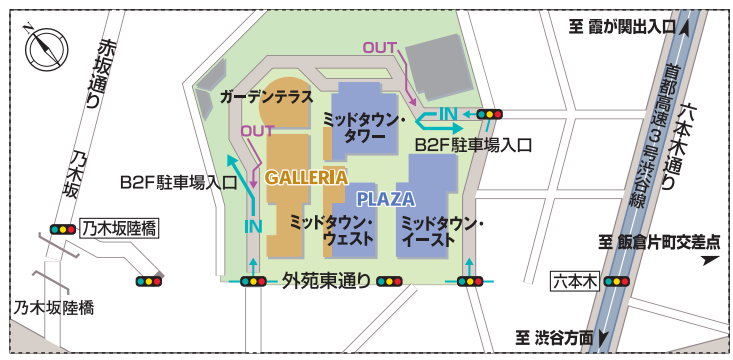 N
赤坂通り
乃木坂
乃木坂陸橋
乃木坂陸橋
至 霞が関出入口
六本木通り
首都高速3号渋谷線
OUT
ガーデンテラス
ミッドタウン・
タワー
IN
B2F駐車場入口
OUT
GALLERIA
B2F駐車場入口
PLAZA
IN
ミッドタウン・
ウェスト
ミッドタウン・
イースト
至 飯倉片町交差点
外苑東通り
六本木
至 渋谷方面